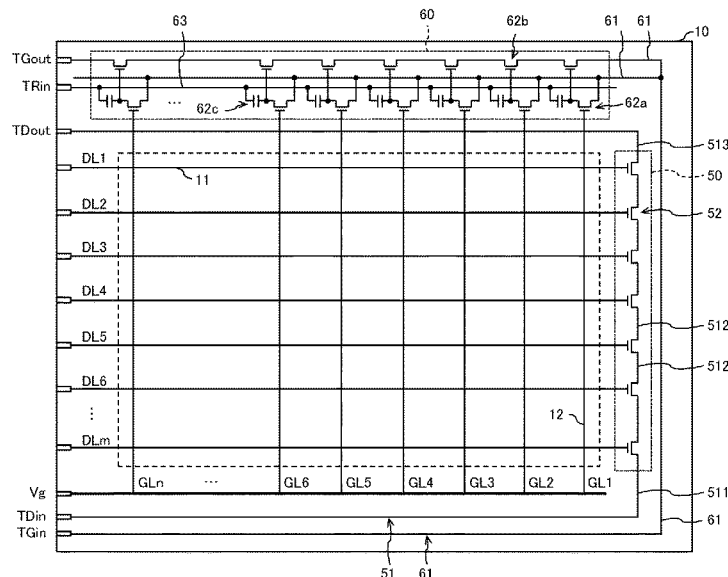 63 60 62b 61 61 10
TGout
TRin
... 62c 62a
TDout
513
DL1 11 50
DL2 52
DL3
DL4
DL5 512
512
DL6
⋮ 12
DLm
Vg GLn ... GL6 GL5 GL4 GL3 GL2 GL1 511
TDin
TGin 61
51 61